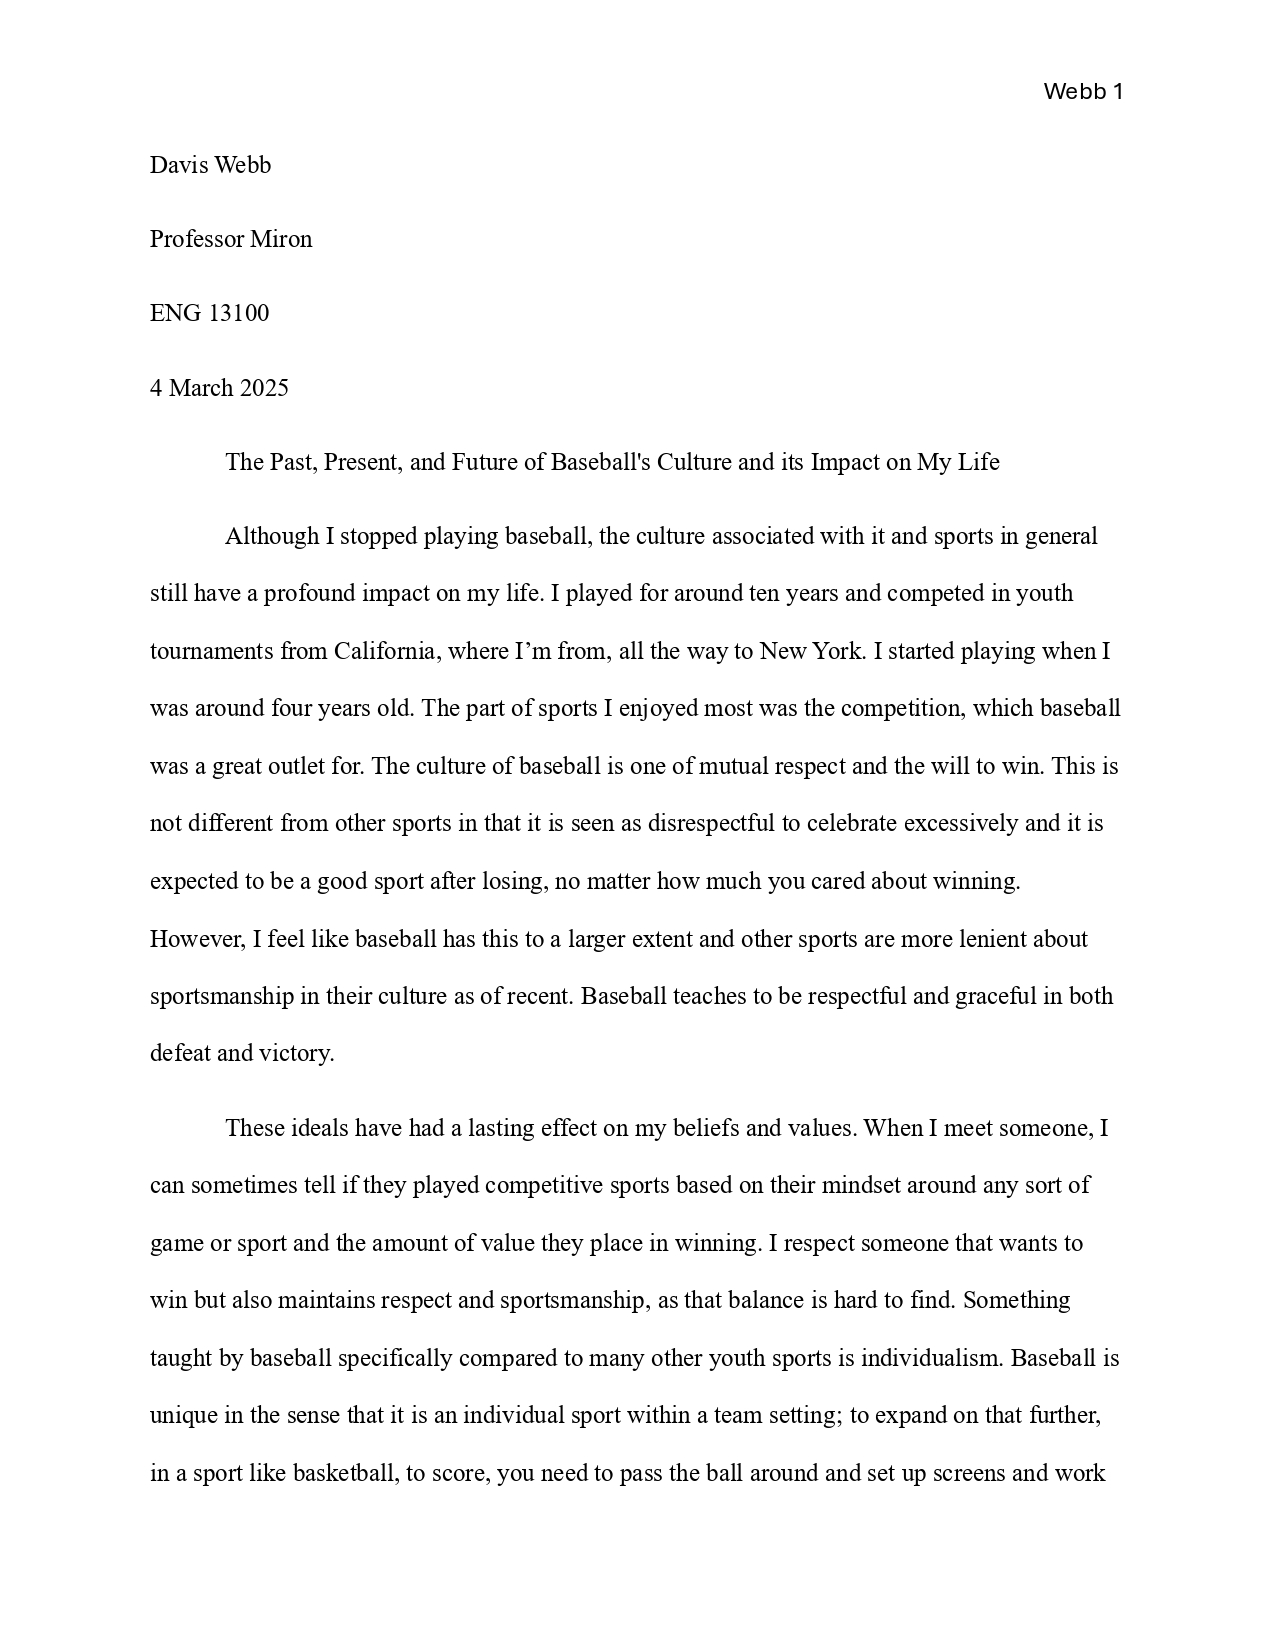 Webb 1
Davis Webb
Professor Miron
ENG 13100
4 March 2025
The Past, Present, and Future of Baseball's Culture and its Impact on My Life
Although I stopped playing baseball, the culture associated with it and sports in general
still have a profound impact on my life. I played for around ten years and competed in youth
tournaments from California, where I’m from, all the way to New York. I started playing when I
was around four years old. The part of sports I enjoyed most was the competition, which baseball
was a great outlet for. The culture of baseball is one of mutual respect and the will to win. This is
not different from other sports in that it is seen as disrespectful to celebrate excessively and it is
expected to be a good sport after losing, no matter how much you cared about winning.
However, I feel like baseball has this to a larger extent and other sports are more lenient about
sportsmanship in their culture as of recent. Baseball teaches to be respectful and graceful in both
defeat and victory.
These ideals have had a lasting effect on my beliefs and values. When I meet someone, I
can sometimes tell if they played competitive sports based on their mindset around any sort of
game or sport and the amount of value they place in winning. I respect someone that wants to
win but also maintains respect and sportsmanship, as that balance is hard to find. Something
taught by baseball specifically compared to many other youth sports is individualism. Baseball is
unique in the sense that it is an individual sport within a team setting; to expand on that further,
in a sport like basketball, to score, you need to pass the ball around and set up screens and work